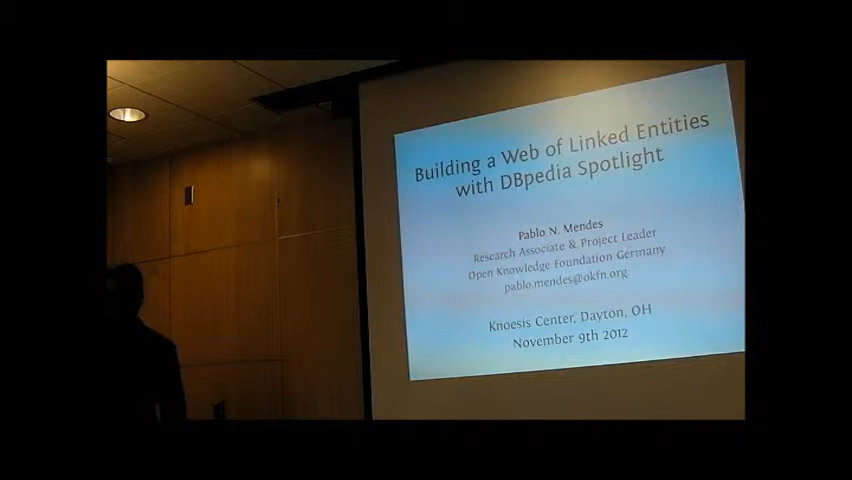 Building a Web of Linked Entities
with DBpedia Spotlight
Pablo N. Mendes
Research Associate & Project Leader
Open Knowledge Foundation Germany
pablo.mendes@okfn.org
Knoesis Center, Dayton, OH
November 9th 2012